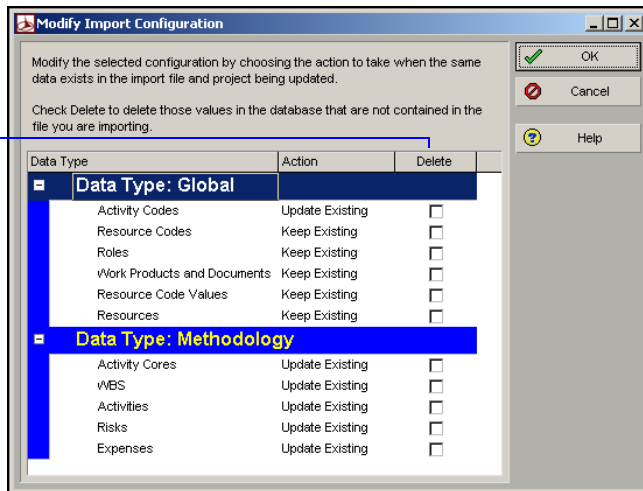 Modify Import Configuration
Modify the selected configuration by choosing the action to take when the same
data exists in the import file and project being updated.
Check Delete to delete those values in the database that are not contained in the
file you are importing.
OK
Cancel
Help
Data Type Action Delete
Data Type: Global
Activity Codes Update Existing
Resource Codes Keep Existing
Roles Keep Existing
Work Products and Documents Keep Existing
Resource Code Values Keep Existing
Resources Keep Existing
Data Type: Methodology
Activity Cores Update Existing
WBS Update Existing
Activities Update Existing
Risks Update Existing
Expenses Update Existing